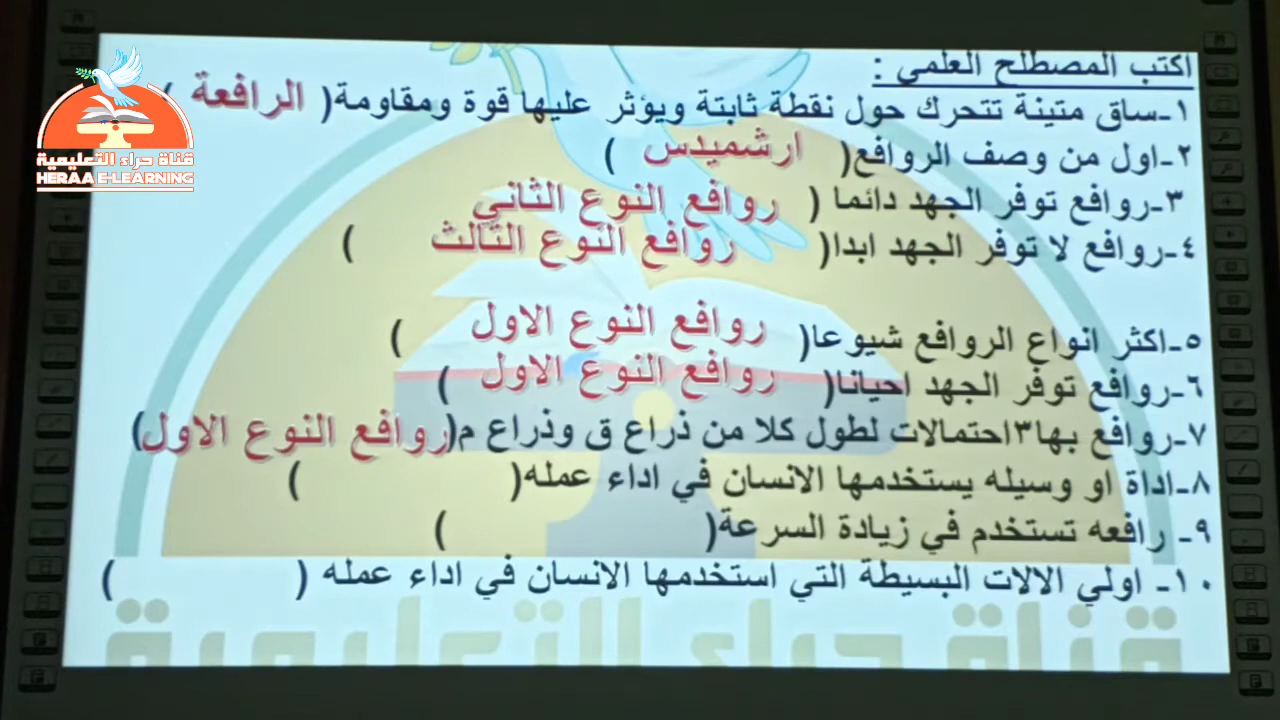 قناة حراء التعليمية
HERAA E-LEARNING
اكتب المصطلح العلمي :
١-ساق متينة تتحرك حول نقطة ثابتة ويؤثر عليها قوة ومقاومة( الرافعة )
٢-اول من وصف الروافع( ارشميدس )
٣-روافع توفر الجهد دائما ( روافع النوع الثاني
٤-روافع لا توفر الجهد ابدا( روافع النوع الثالث )
٥-اكثر انواع الروافع شيوعا( روافع النوع الاول )
٦-روافع توفر الجهد احيانا( روافع النوع الاول )
٧-روافع بها٣احتمالات لطول كلا من ذراع ق وذراع م(روافع النوع الاول)
٨-اداة او وسيله يستخدمها الانسان في اداء عمله( )
٩- رافعه تستخدم في زيادة السرعة( )
١٠- اولي الالات البسيطة التي استخدمها الانسان في اداء عمله ( )
قناة حراء التعليمية